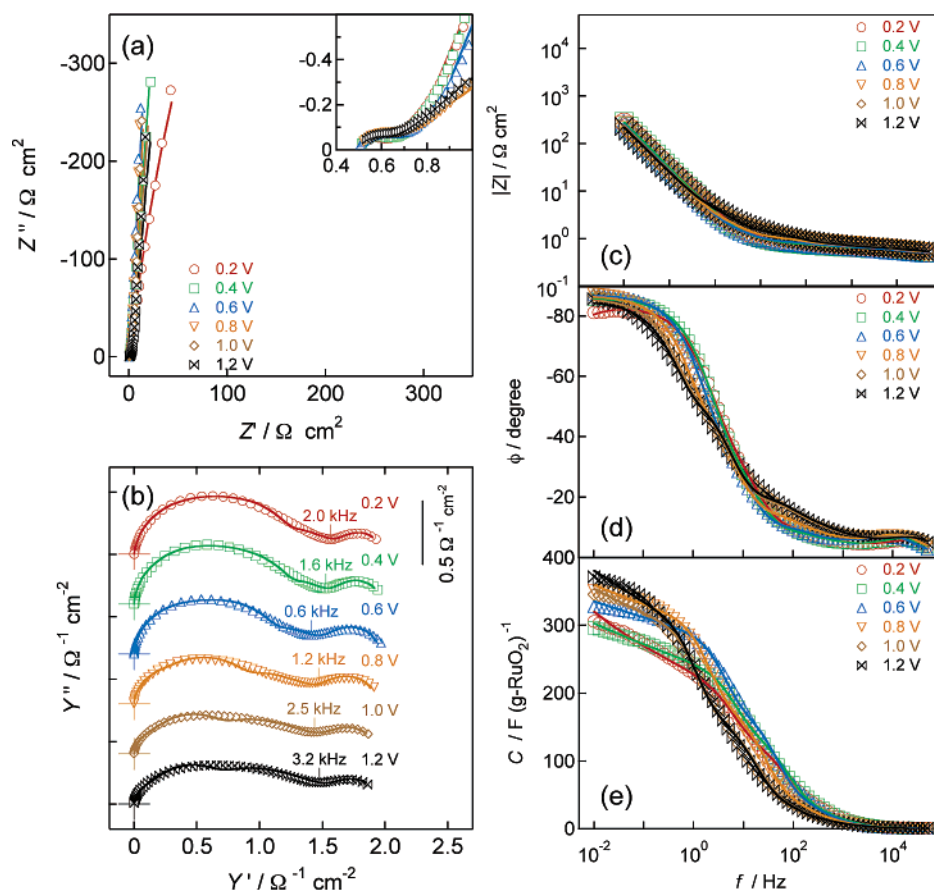 (a)
-300
-200
-100
0
Z'' / Ω cm²
0 100 200 300
Z' / Ω cm²
0.2 V
0.4 V
0.6 V
0.8 V
1.0 V
1.2 V
-0.4
-0.2
0
0.4 0.6 0.8
(b)
Y'' / Ω⁻¹ cm⁻²
0.5 Ω⁻¹ cm⁻²
2.0 kHz 0.2 V
1.6 kHz 0.4 V
0.6 kHz 0.6 V
1.2 kHz 0.8 V
2.5 kHz 1.0 V
3.2 kHz 1.2 V
0 0.5 1.0 1.5 2.0
Y' / Ω⁻¹ cm⁻²
|Z| / Ω cm²
10⁴
10³
10²
10¹
10⁰
10⁻¹
0.2 V
0.4 V
0.6 V
0.8 V
1.0 V
1.2 V
(c)
ϕ / degree
-80
-60
-40
-20
0.2 V
0.4 V
0.6 V
0.8 V
1.0 V
1.2 V
(d)
C / F (g-RuO₂)⁻¹
400
300
200
100
0
0.2 V
0.4 V
0.6 V
0.8 V
1.0 V
1.2 V
(e)
10⁻² 10⁰ 10² 10⁴
f / Hz